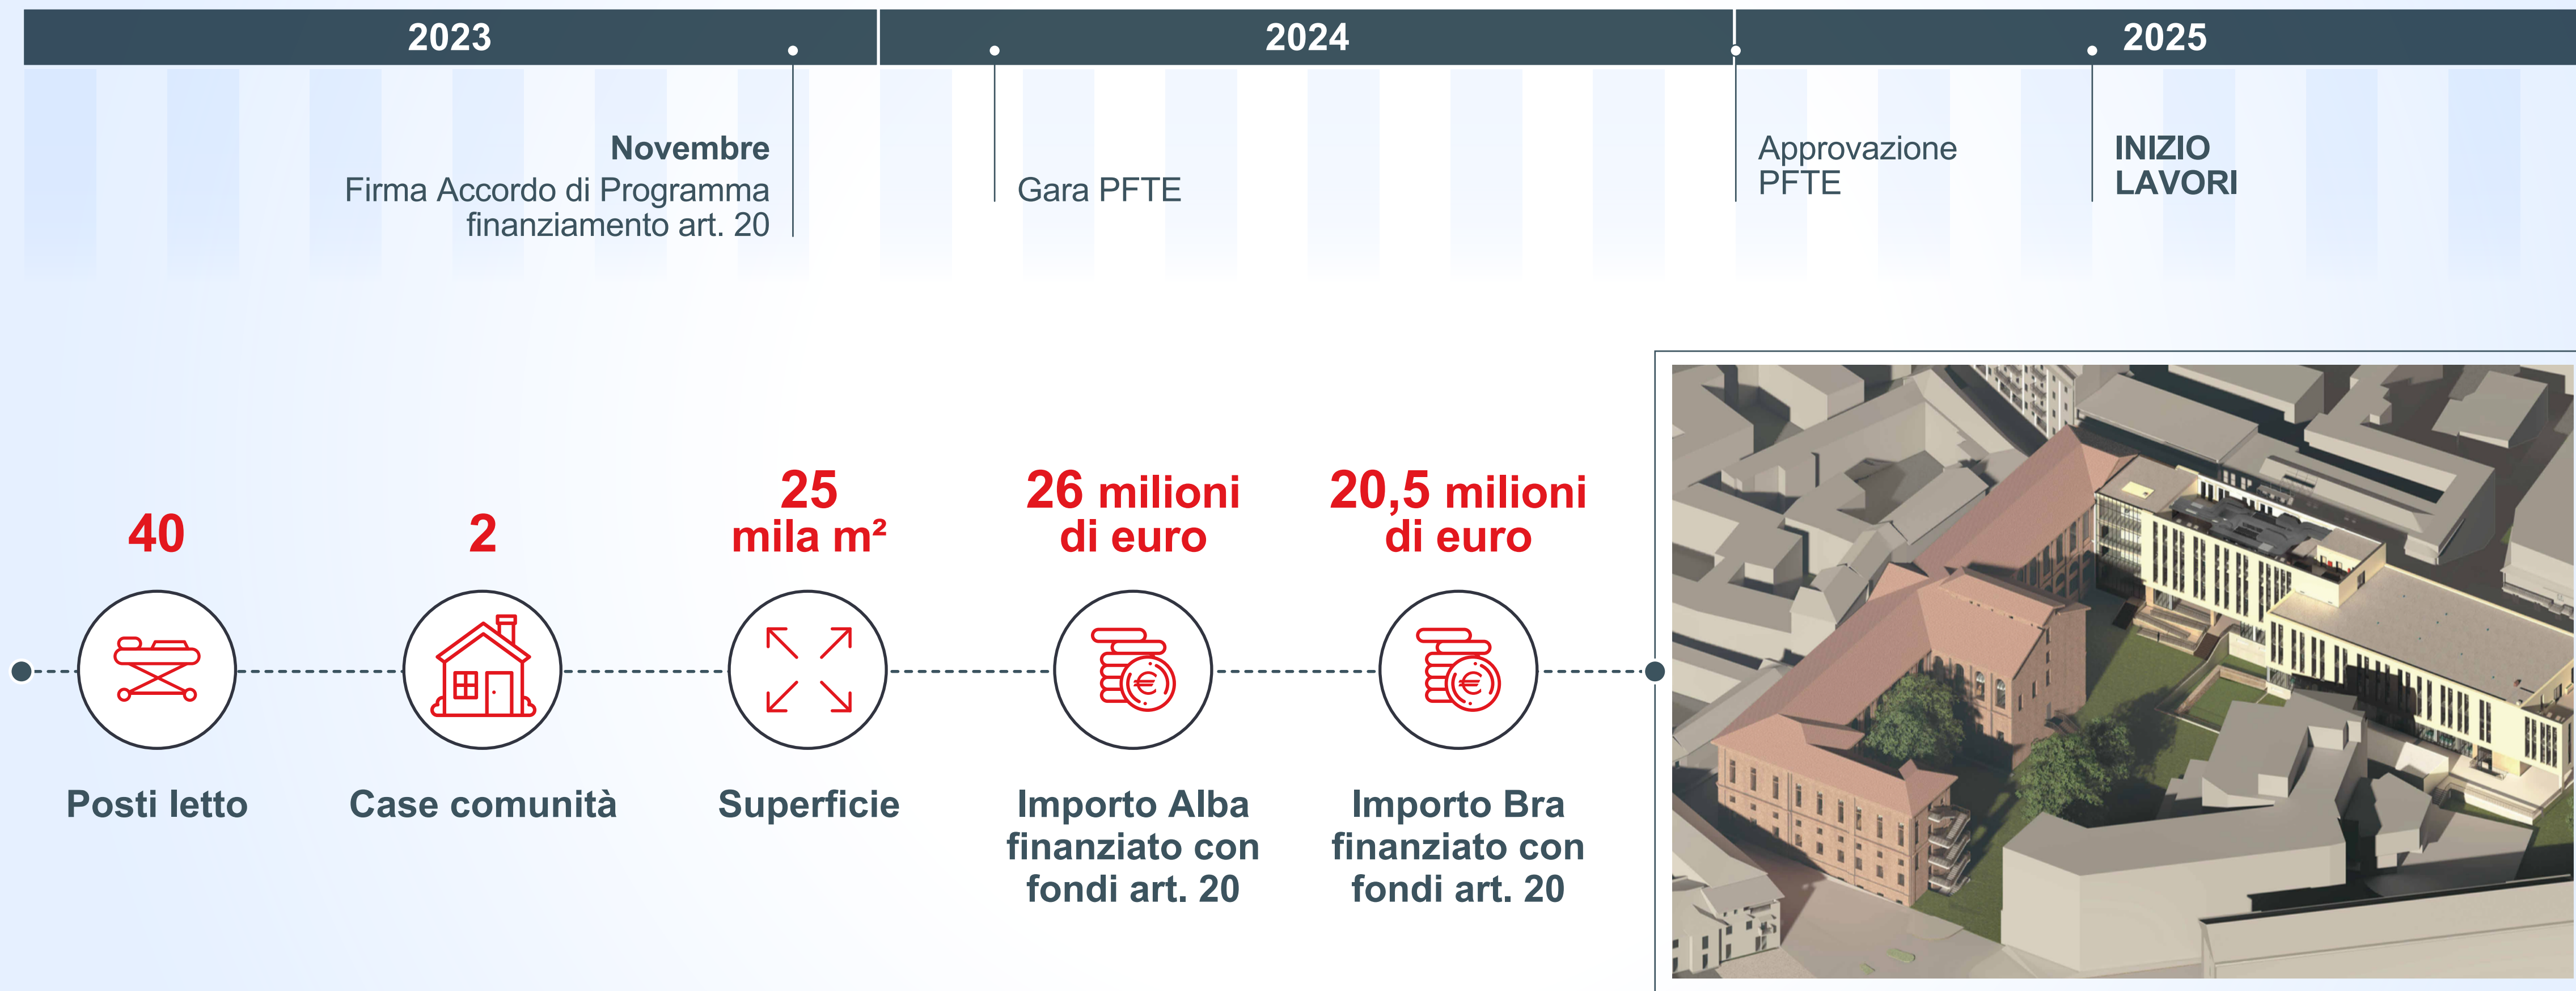 2023
2024
2025
Novembre
Firma Accordo di Programma
finanziamento art. 20
Gara PFTE
Approvazione
PFTE
INIZIO
LAVORI
40
Posti letto
2
Case comunità
25
mila m²
Superficie
26 milioni
di euro
Importo Alba
finanziato con
fondi art. 20
20,5 milioni
di euro
Importo Bra
finanziato con
fondi art. 20